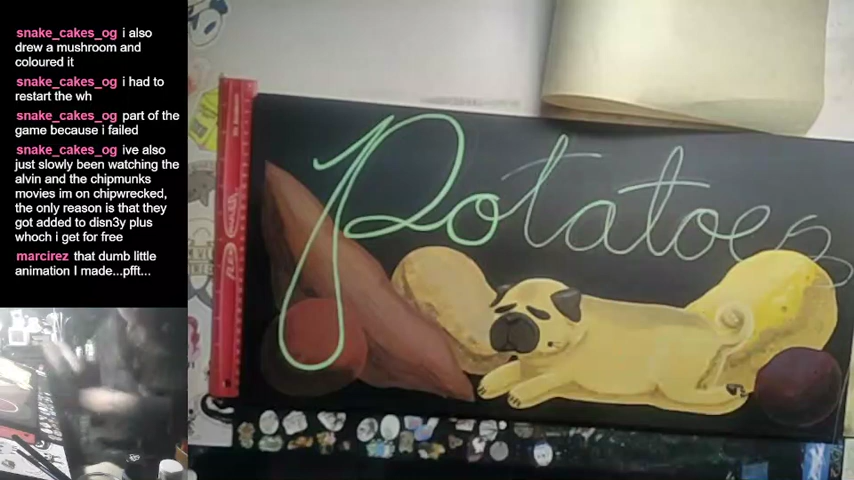 snake_cakes_og i also
drew a mushroom and
coloured it
snake_cakes_og i had to
restart the wh
snake_cakes_og part of the
game because i failed
snake_cakes_og ive also
just slowly been watching the
alvin and the chipmunks
movies im on chipwrecked,
the only reason is that they
got added to disn3y plus
whoch i get for free
marcirez that dumb little
animation I made...pfft...
Potatoes